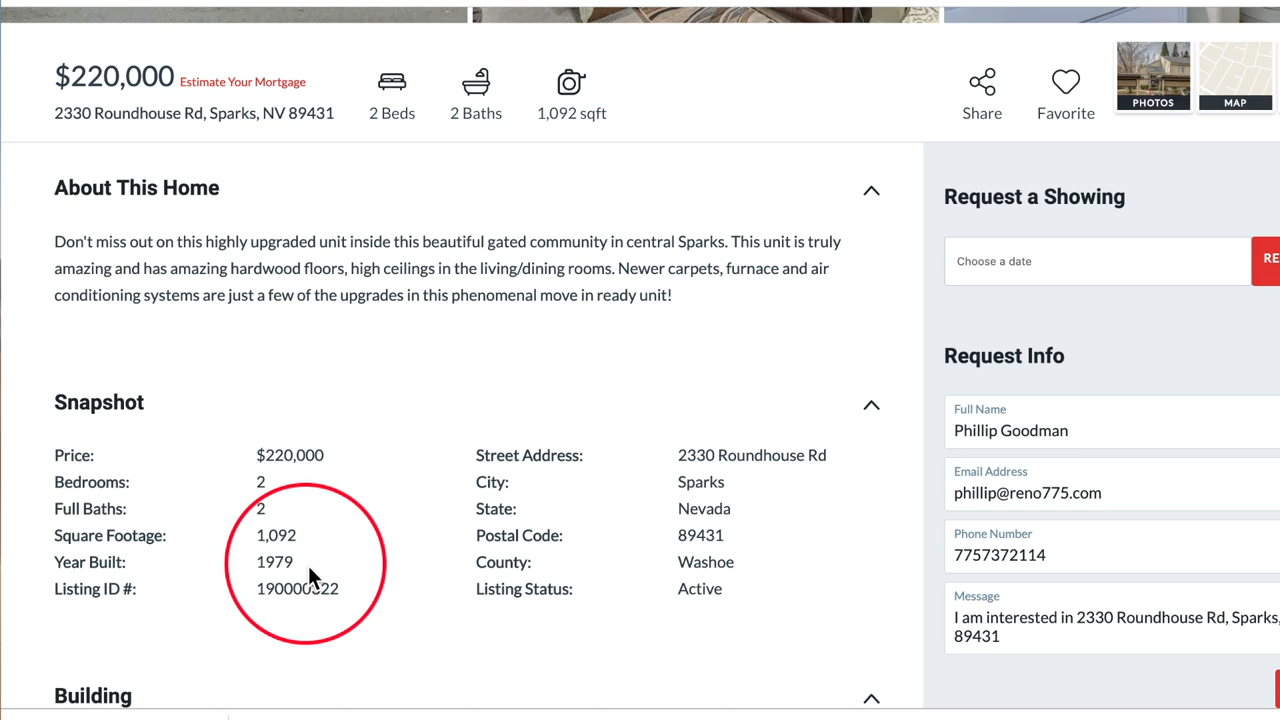 $220,000 Estimate Your Mortgage
2330 Roundhouse Rd, Sparks, NV 89431
2 Beds
2 Baths
1,092 sqft
Share
Favorite
PHOTOS
MAP
About This Home
Don't miss out on this highly upgraded unit inside this beautiful gated community in central Sparks. This unit is truly
amazing and has amazing hardwood floors, high ceilings in the living/dining rooms. Newer carpets, furnace and air
conditioning systems are just a few of the upgrades in this phenomenal move in ready unit!
Snapshot
Price: $220,000
Bedrooms: 2
Full Baths: 2
Square Footage: 1,092
Year Built: 1979
Listing ID #:
Street Address: 2330 Roundhouse Rd
City: Sparks
State: Nevada
Postal Code: 89431
County: Washoe
Listing Status: Active
Building
Request a Showing
Choose a date
RE
Request Info
Full Name
Phillip Goodman
Email Address
phillip@reno775.com
Phone Number
7757372114
Message
I am interested in 2330 Roundhouse Rd, Sparks,
89431